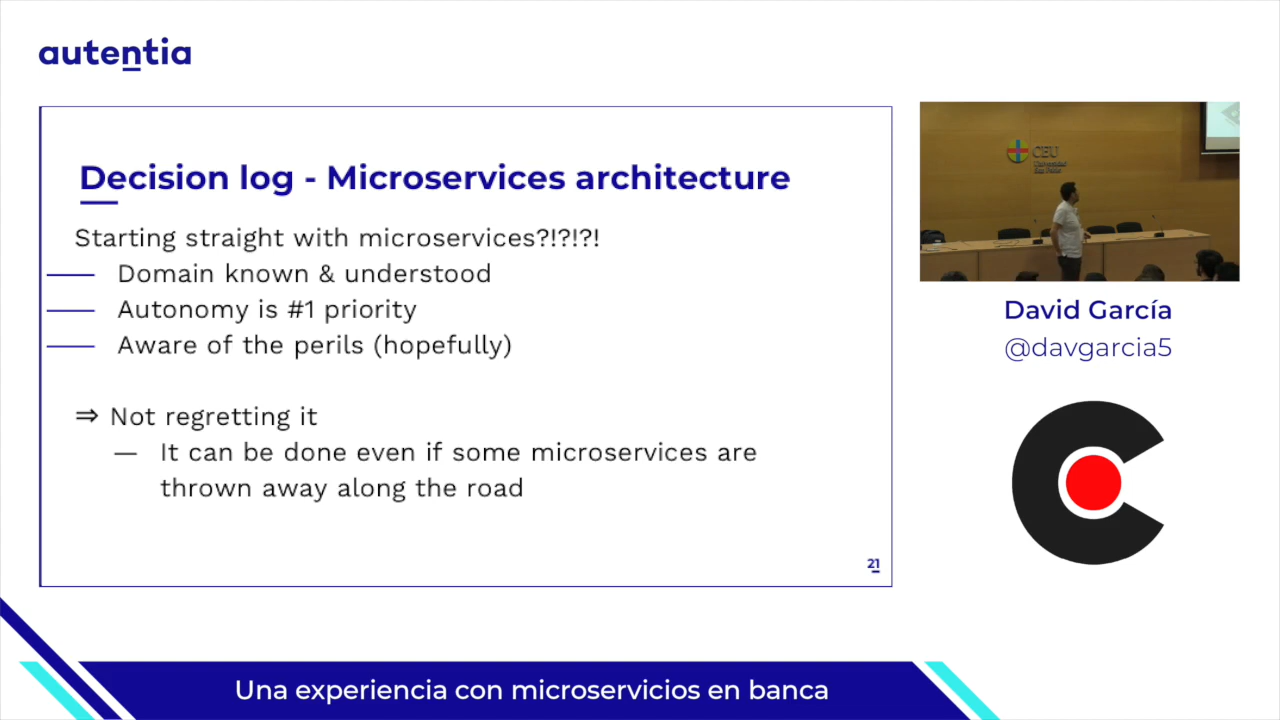 autentia
Decision log - Microservices architecture
Starting straight with microservices?!?!?!
Domain known & understood
Autonomy is #1 priority
Aware of the perils (hopefully)
⇒ Not regretting it
— It can be done even if some microservices are
thrown away along the road
21
CEU
David García
@davgarcia5
Una experiencia con microservicios en banca